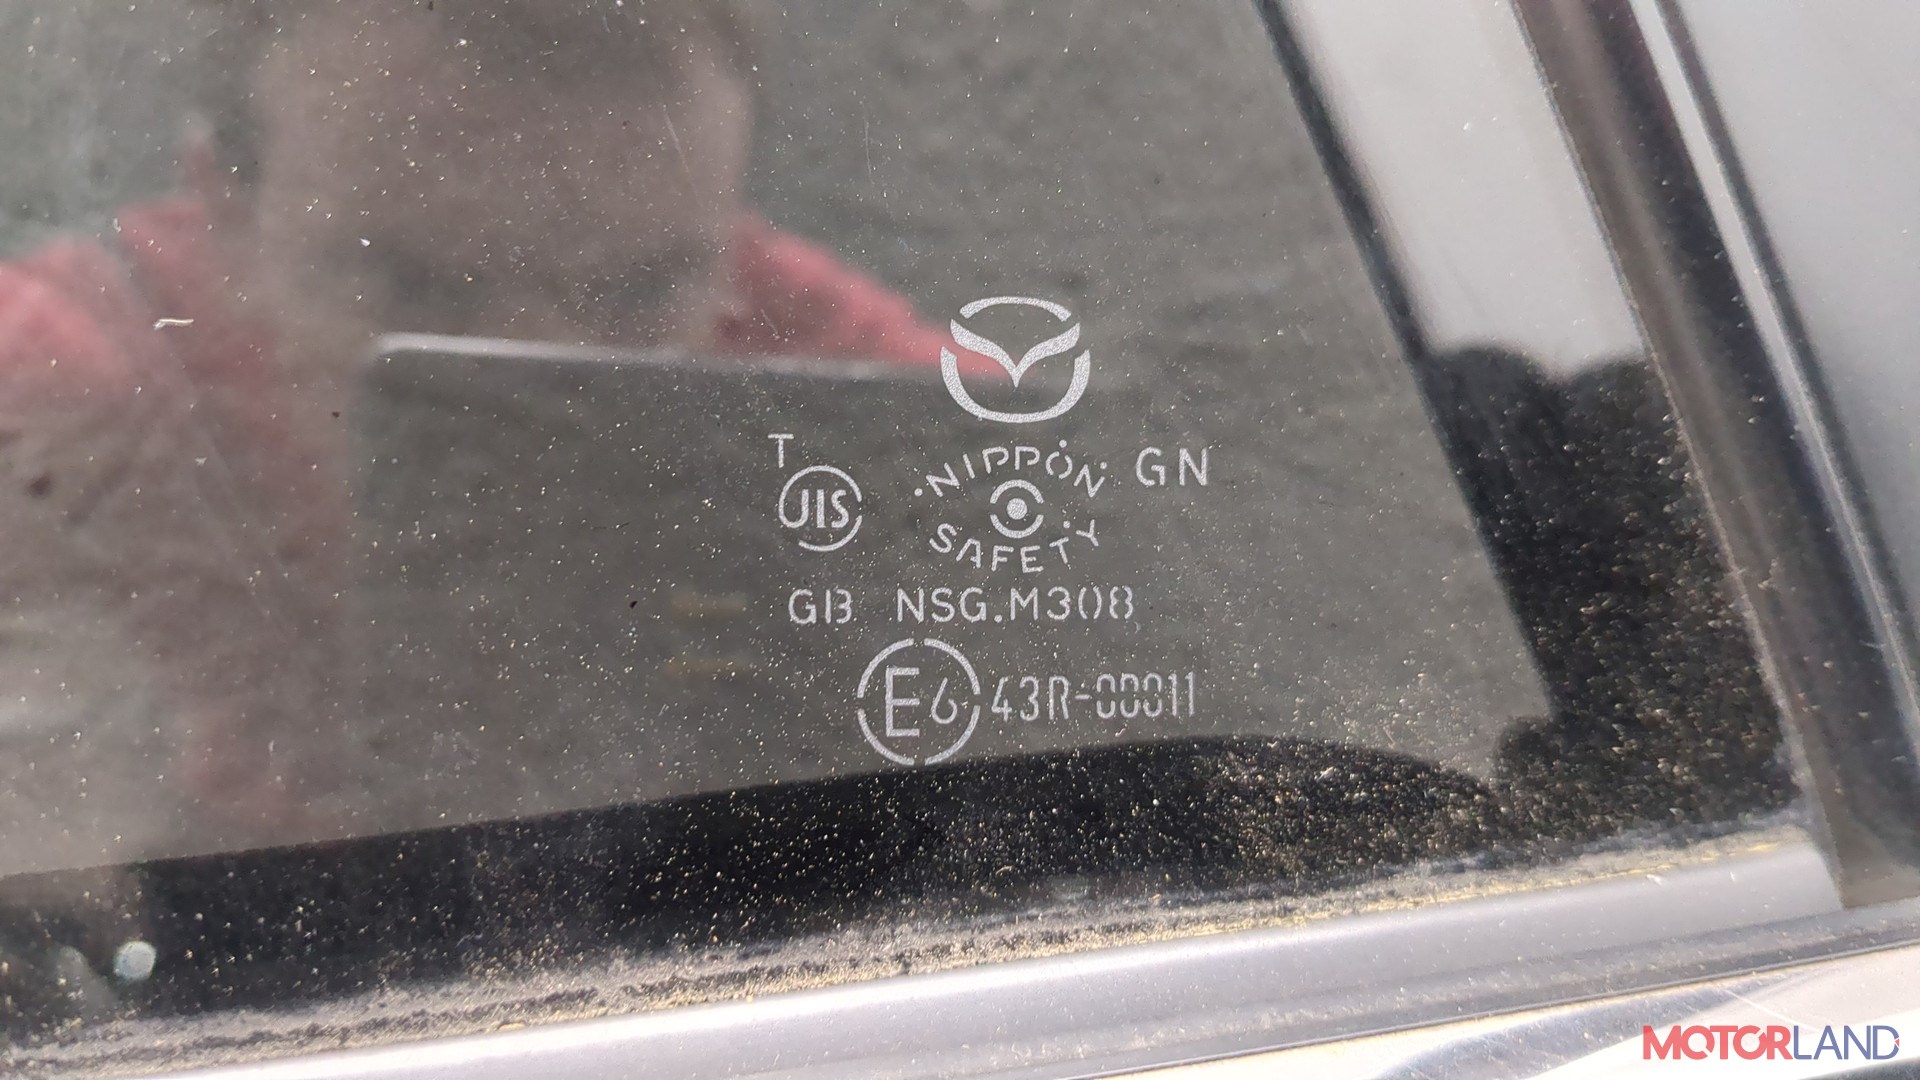 T
JIS
NIPPON
SAFETY
GN
GB NSG.M308
E6 43R-00011
MOTORLAND